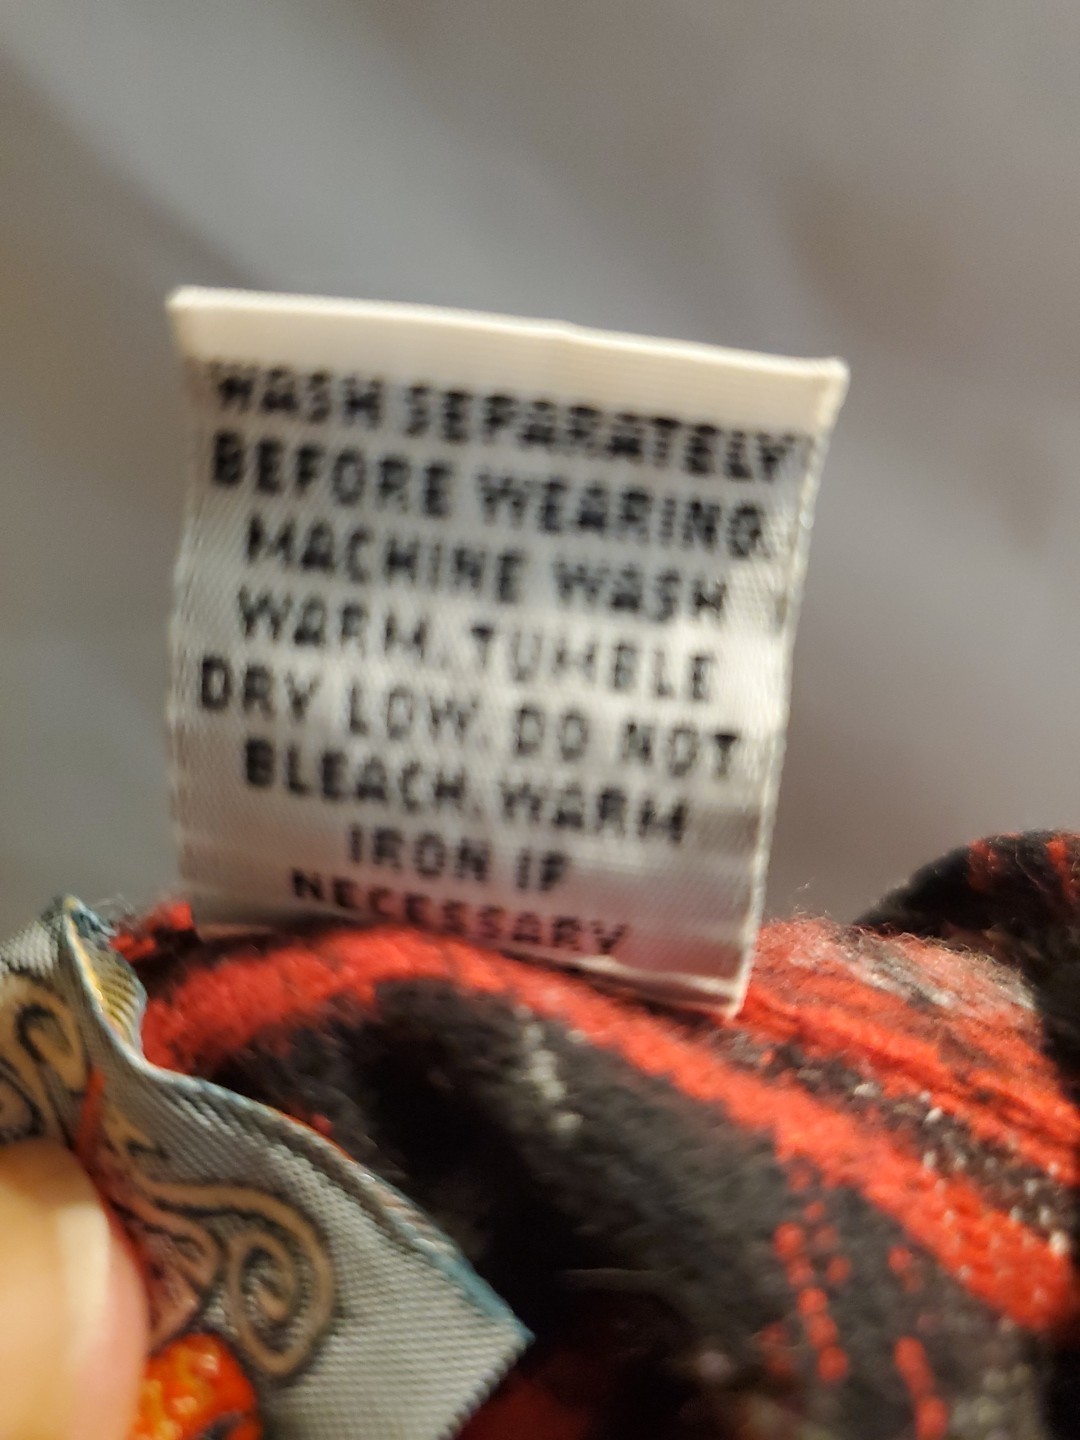 WASH SEPARATELY
BEFORE WEARING.
MACHINE WASH
WARM. TUMBLE
DRY LOW. DO NOT
BLEACH. WARM
IRON IF
NECESSARY